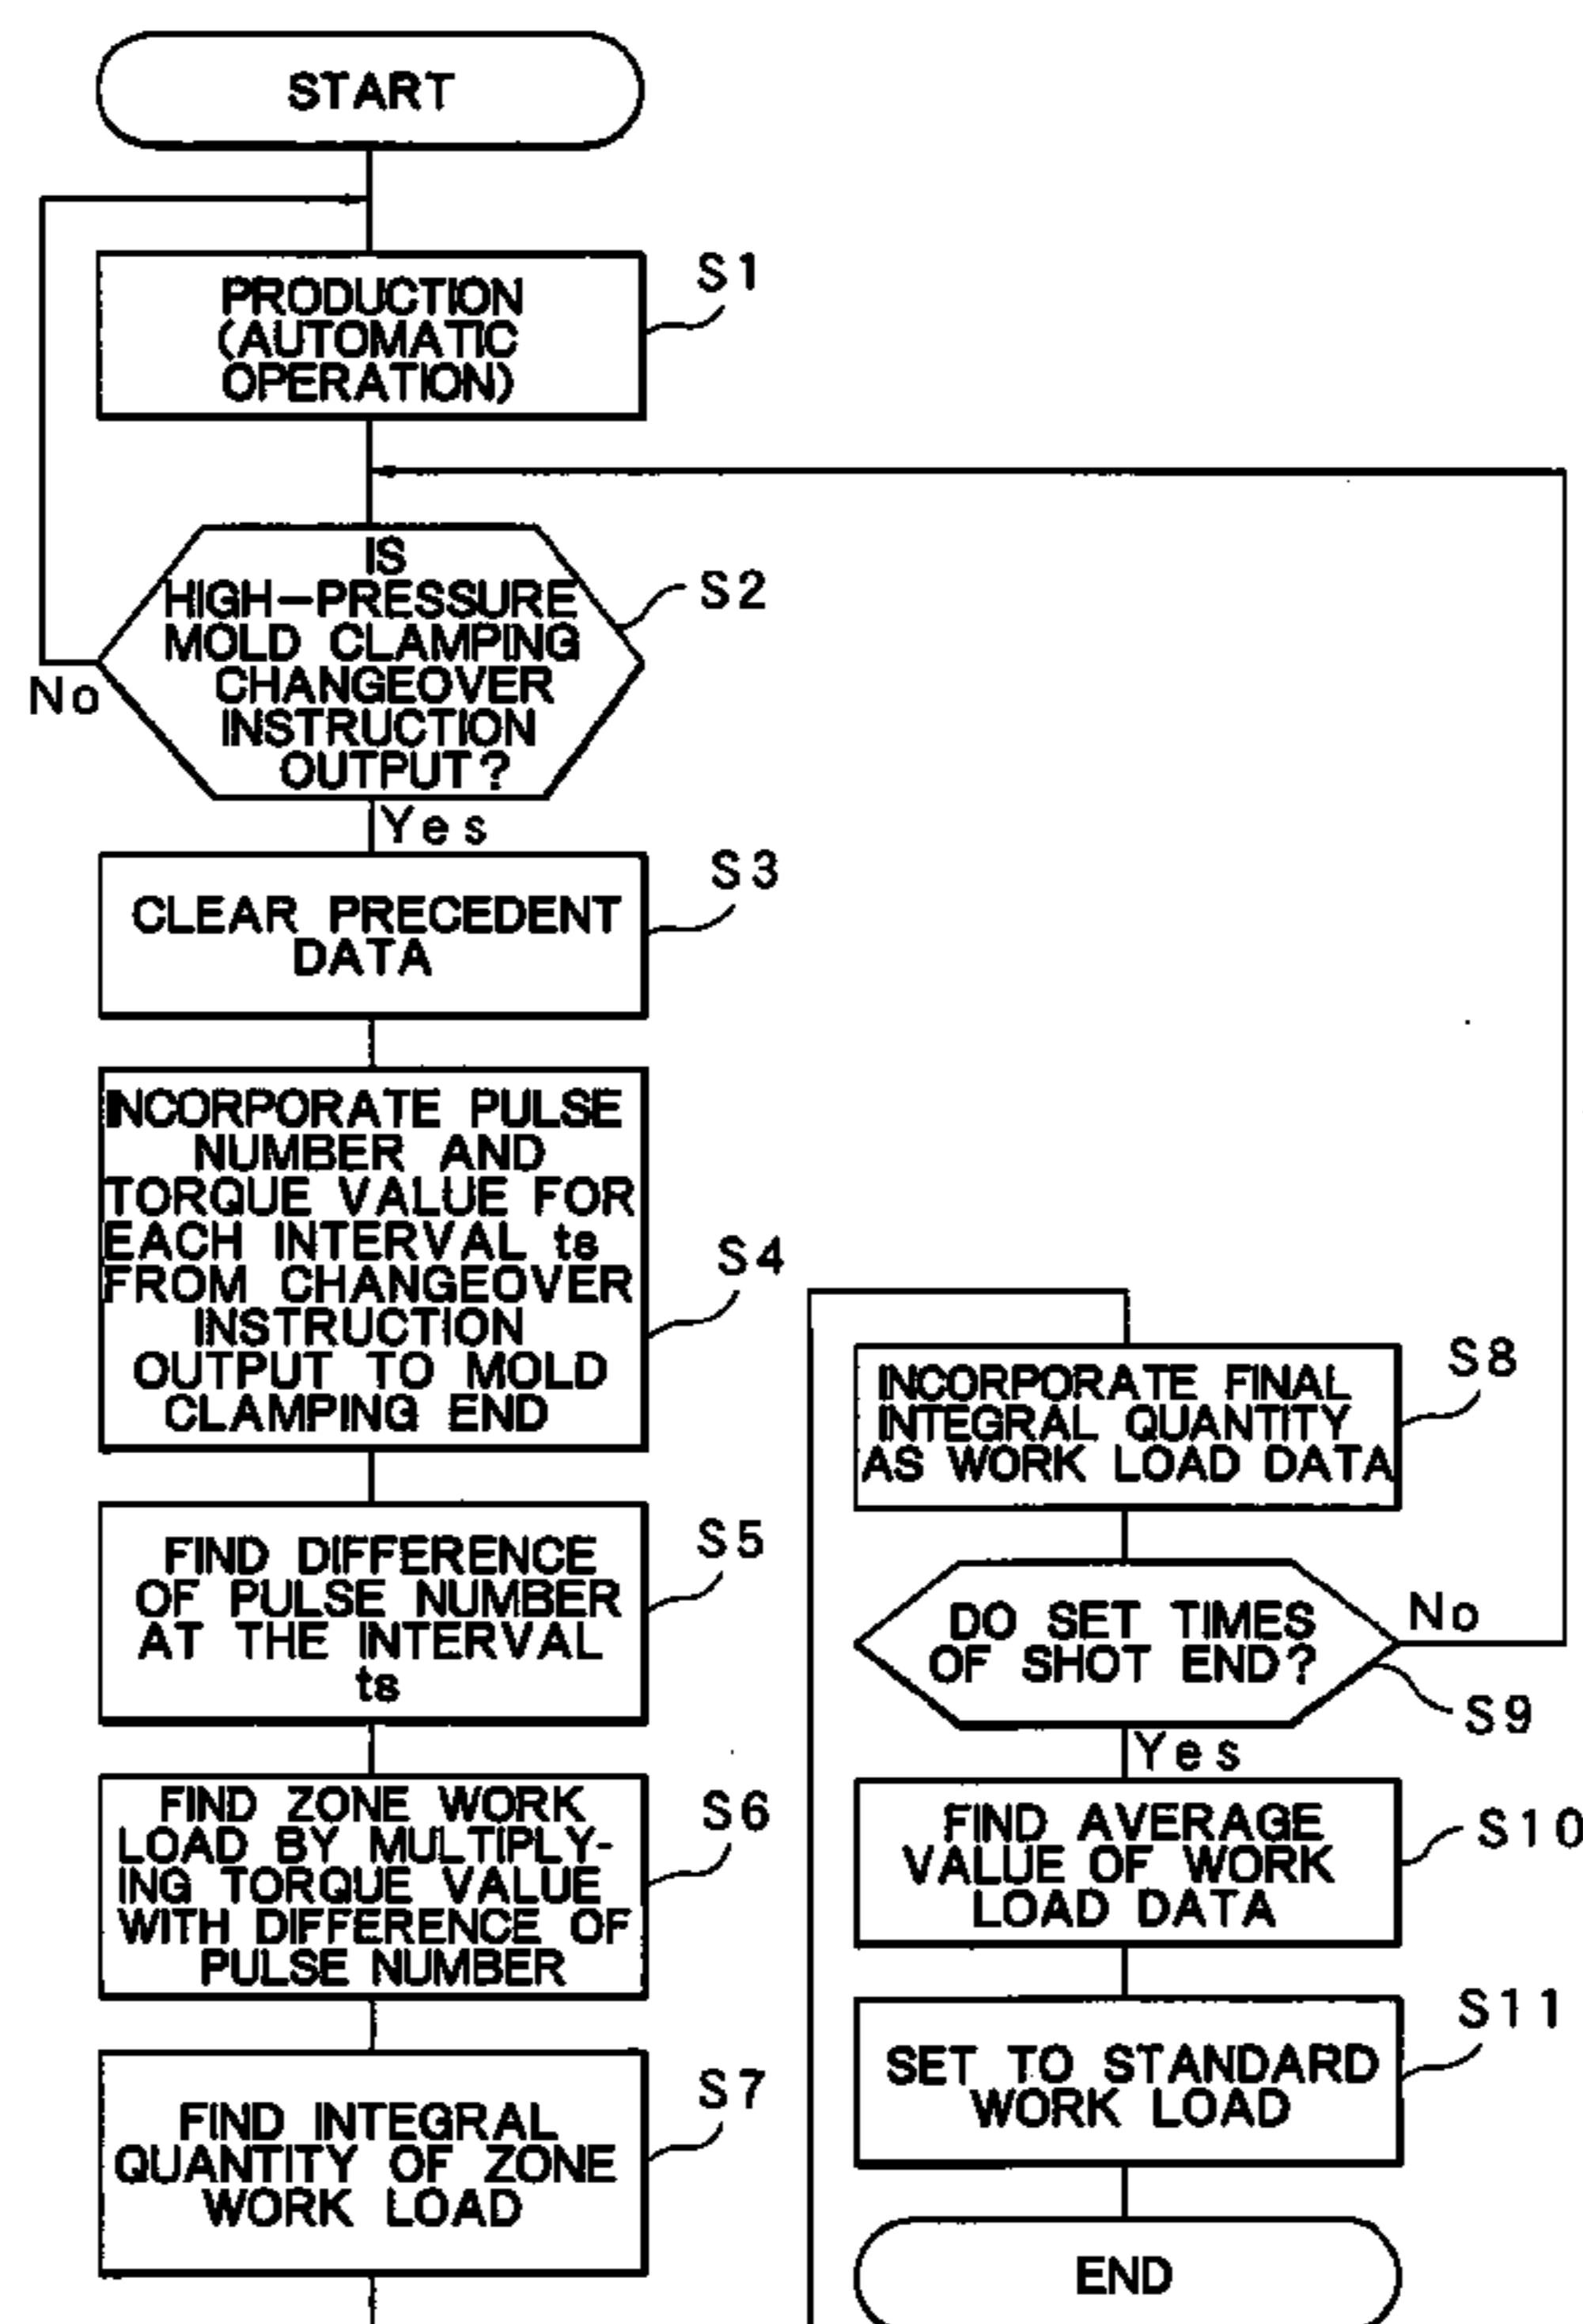 START
PRODUCTION
(AUTOMATIC
OPERATION)
S1
IS
HIGH-PRESSURE
MOLD CLAMPING
CHANGEOVER
INSTRUCTION
OUTPUT?
S2
No
Yes
CLEAR PRECEDENT
DATA
S3
INCORPORATE PULSE
NUMBER AND
TORQUE VALUE FOR
EACH INTERVAL ts
FROM CHANGEOVER
INSTRUCTION
OUTPUT TO MOLD
CLAMPING END
S4
FIND DIFFERENCE
OF PULSE NUMBER
AT THE INTERVAL
ts
S5
FIND ZONE WORK
LOAD BY MULTIPLY-
ING TORQUE VALUE
WITH DIFFERENCE OF
PULSE NUMBER
S6
FIND INTEGRAL
QUANTITY OF ZONE
WORK LOAD
S7
INCORPORATE FINAL
INTEGRAL QUANTITY
AS WORK LOAD DATA
S8
DO SET TIMES
OF SHOT END?
No
S9
Yes
FIND AVERAGE
VALUE OF WORK
LOAD DATA
S10
SET TO STANDARD
WORK LOAD
S11
END